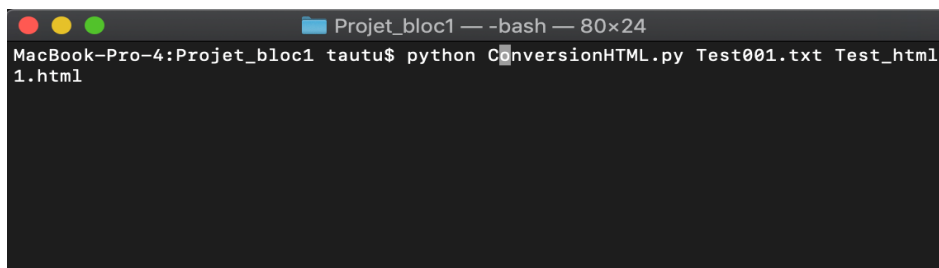 Projet_bloc1 — -bash — 80×24
MacBook-Pro-4:Projet_bloc1 tautu$ python ConversionHTML.py Test001.txt Test_html
1.html